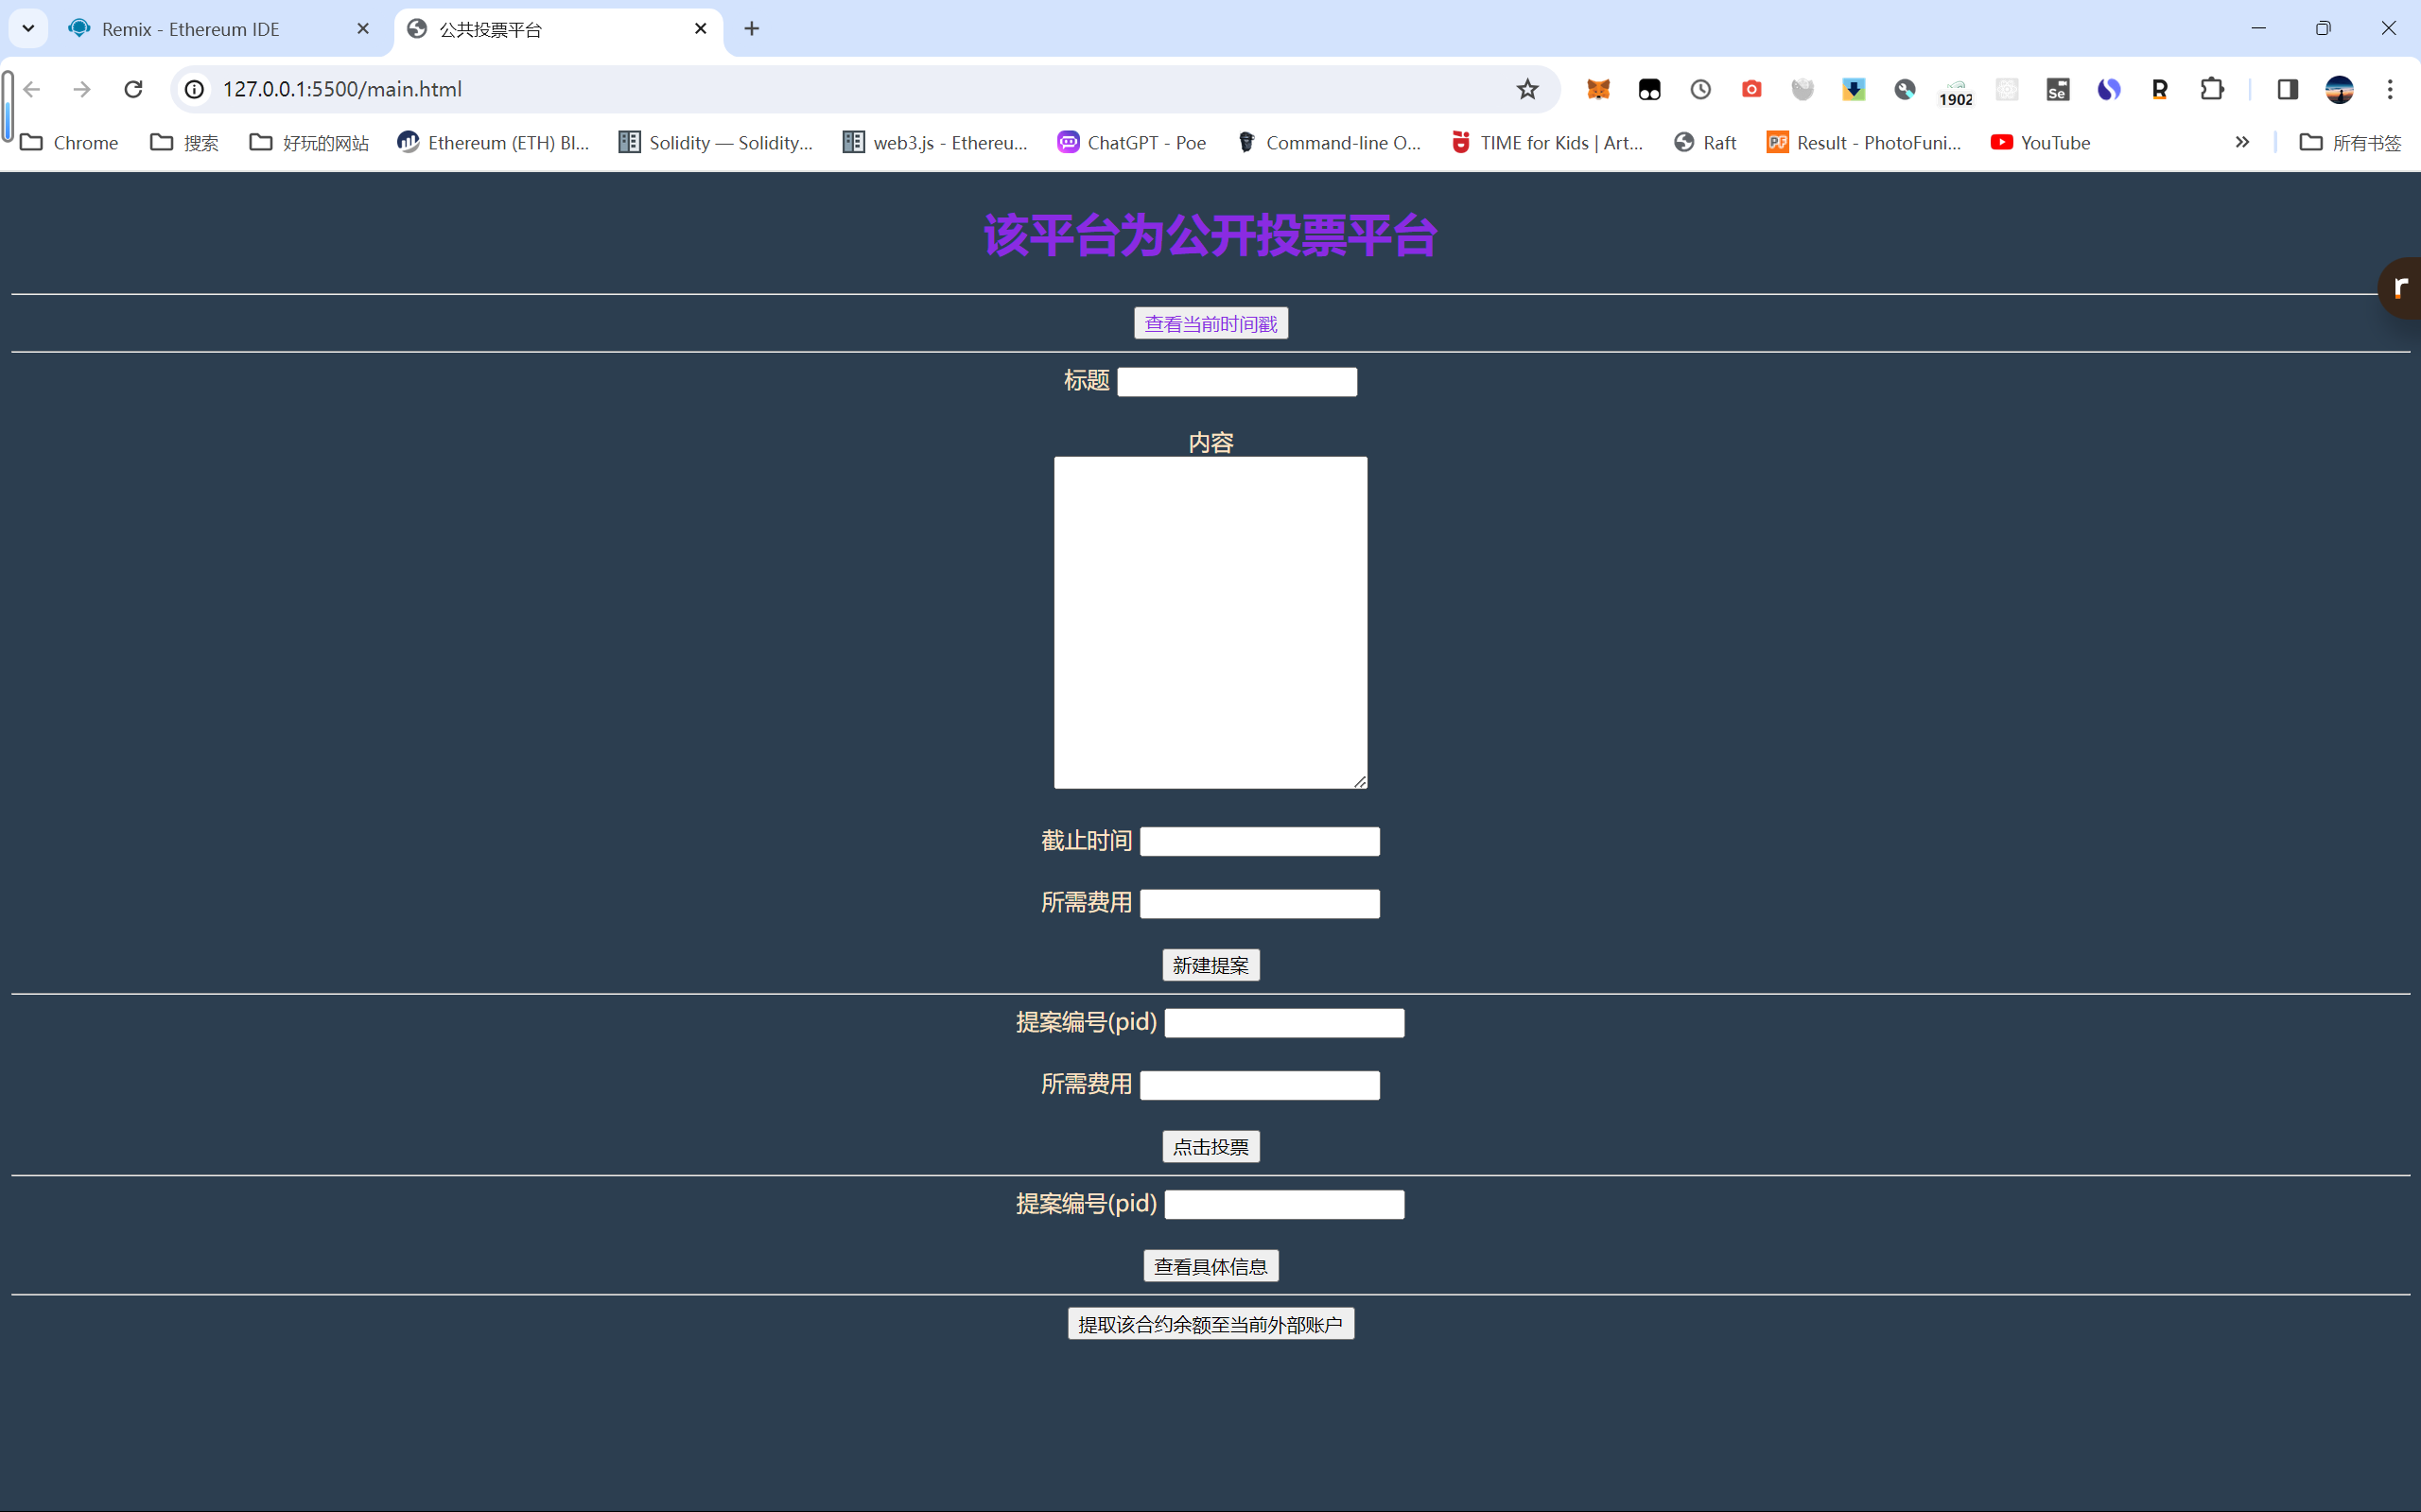 Remix - Ethereum IDE
公共投票平台
127.0.0.1:5500/main.html
1902
Se
R
Chrome
搜索
好玩的网站
Ethereum (ETH) Bl...
Solidity — Solidity...
web3.js - Ethereu...
ChatGPT - Poe
Command-line O...
TIME for Kids | Art...
Raft
PF
Result - PhotoFuni...
YouTube
所有书签
该平台为公开投票平台
r
查看当前时间戳
标题
内容
截止时间
所需费用
新建提案
提案编号(pid)
所需费用
点击投票
提案编号(pid)
查看具体信息
提取该合约余额至当前外部账户